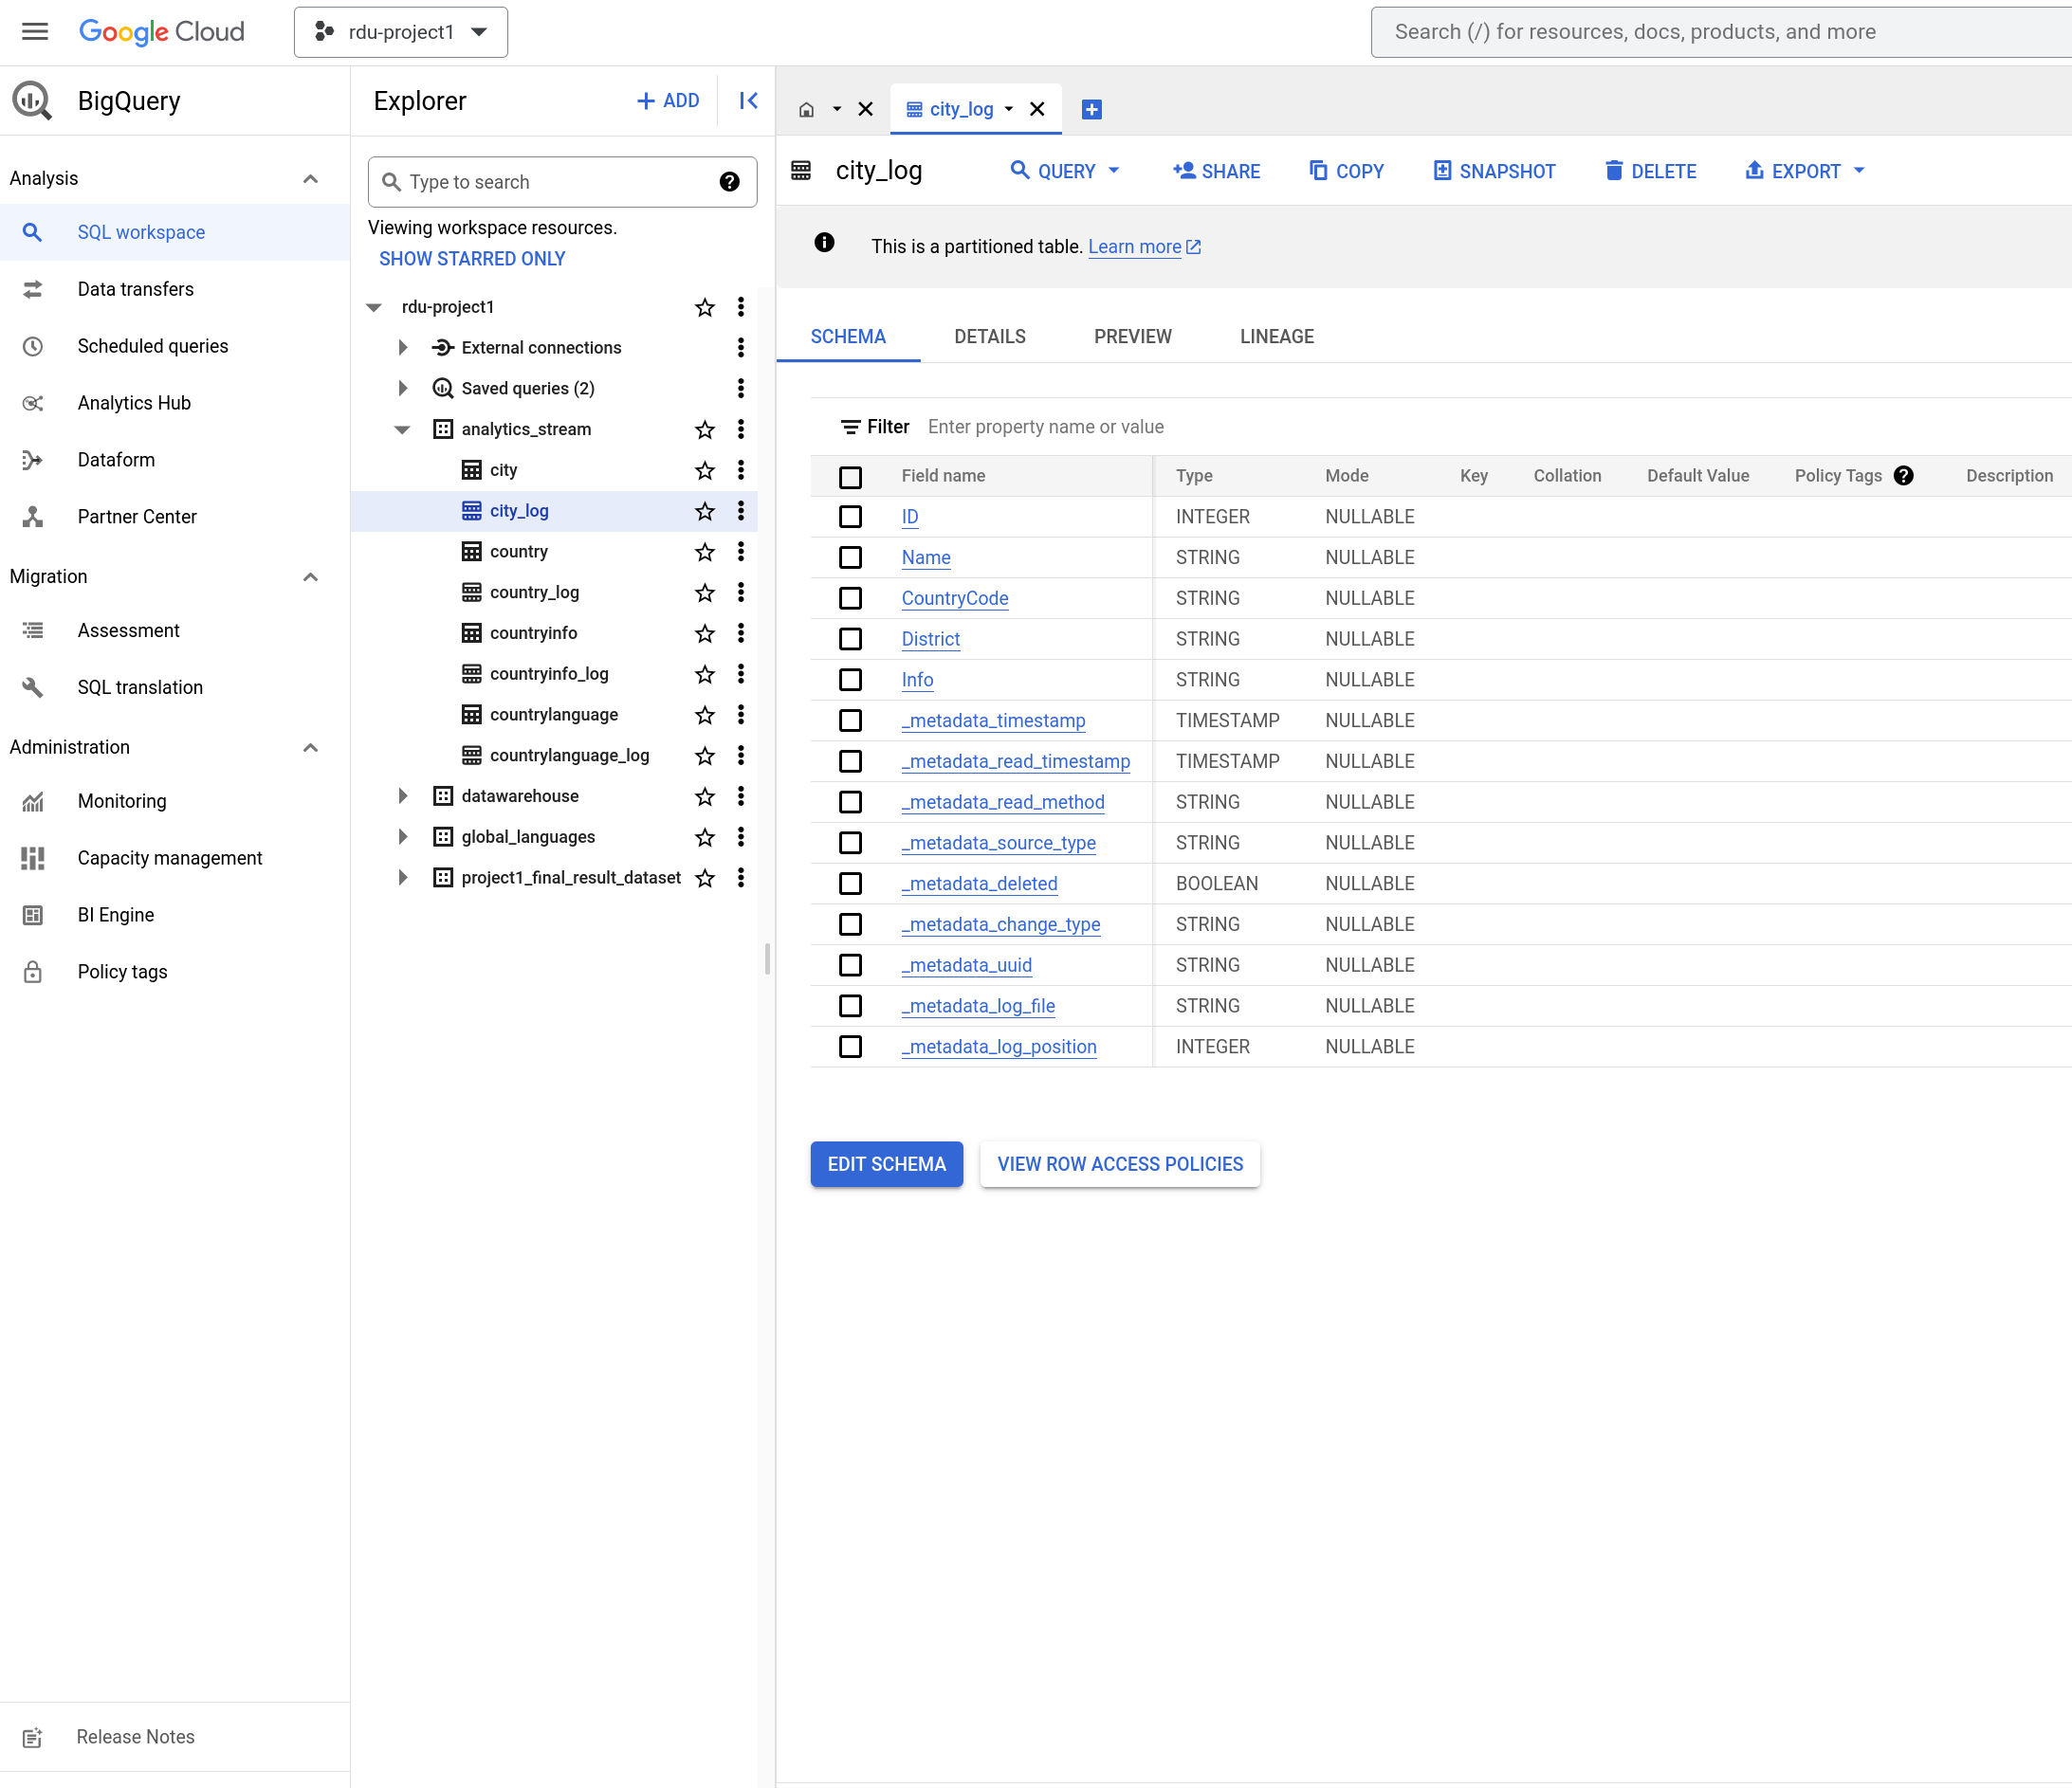 Google Cloud
rdu-project1
Search (/) for resources, docs, products, and more
BigQuery
Analysis
SQL workspace
Data transfers
Scheduled queries
Analytics Hub
Dataform
Partner Center
Migration
Assessment
SQL translation
Administration
Monitoring
Capacity management
BI Engine
Policy tags
Release Notes
Explorer
+ ADD
Type to search
Viewing workspace resources.
SHOW STARRED ONLY
rdu-project1
External connections
Saved queries (2)
analytics_stream
city
city_log
country
country_log
countryinfo
countryinfo_log
countrylanguage
countrylanguage_log
datawarehouse
global_languages
project1_final_result_dataset
city_log
city_log
QUERY
SHARE
COPY
SNAPSHOT
DELETE
EXPORT
This is a partitioned table. Learn more
SCHEMA DETAILS PREVIEW LINEAGE
Filter Enter property name or value
Field name Type Mode Key Collation Default Value Policy Tags Description
ID INTEGER NULLABLE
Name STRING NULLABLE
CountryCode STRING NULLABLE
District STRING NULLABLE
Info STRING NULLABLE
_metadata_timestamp TIMESTAMP NULLABLE
_metadata_read_timestamp TIMESTAMP NULLABLE
_metadata_read_method STRING NULLABLE
_metadata_source_type STRING NULLABLE
_metadata_deleted BOOLEAN NULLABLE
_metadata_change_type STRING NULLABLE
_metadata_uuid STRING NULLABLE
_metadata_log_file STRING NULLABLE
_metadata_log_position INTEGER NULLABLE
EDIT SCHEMA
VIEW ROW ACCESS POLICIES